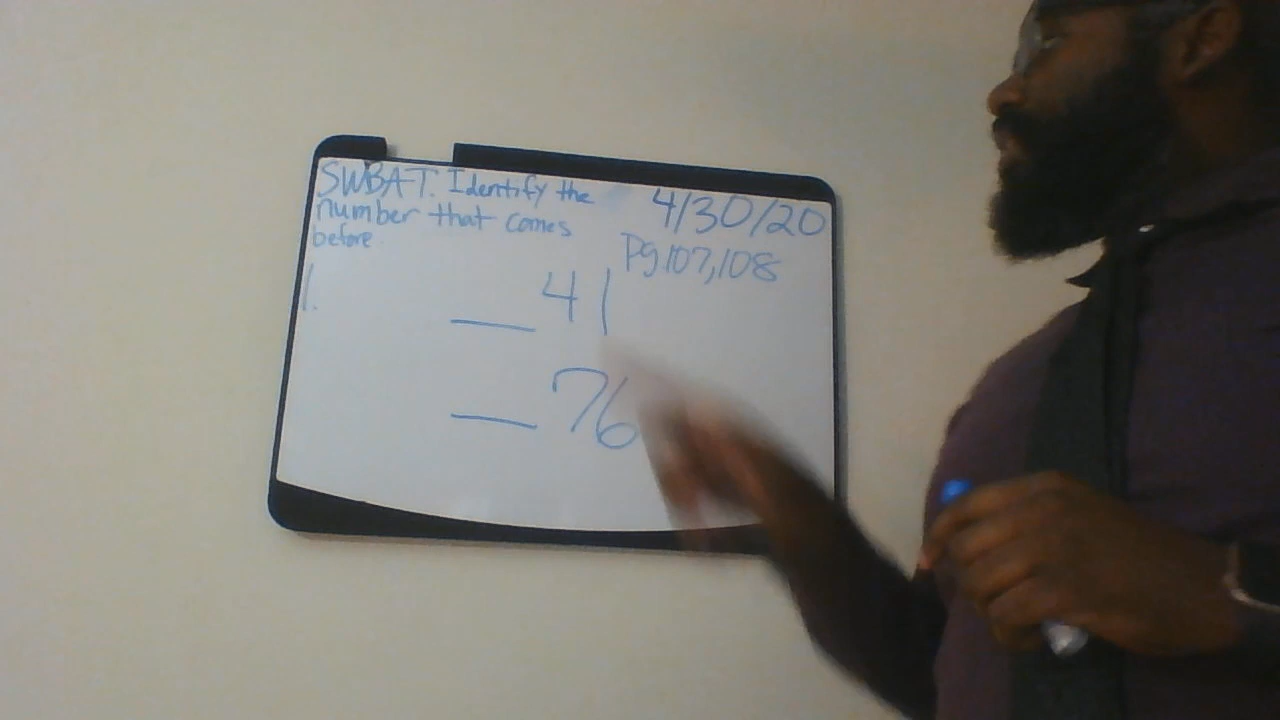 SWBAT. Identify the
number that comes
before
4/30/20
Pg.107,108
1.
__ 41
__ 76